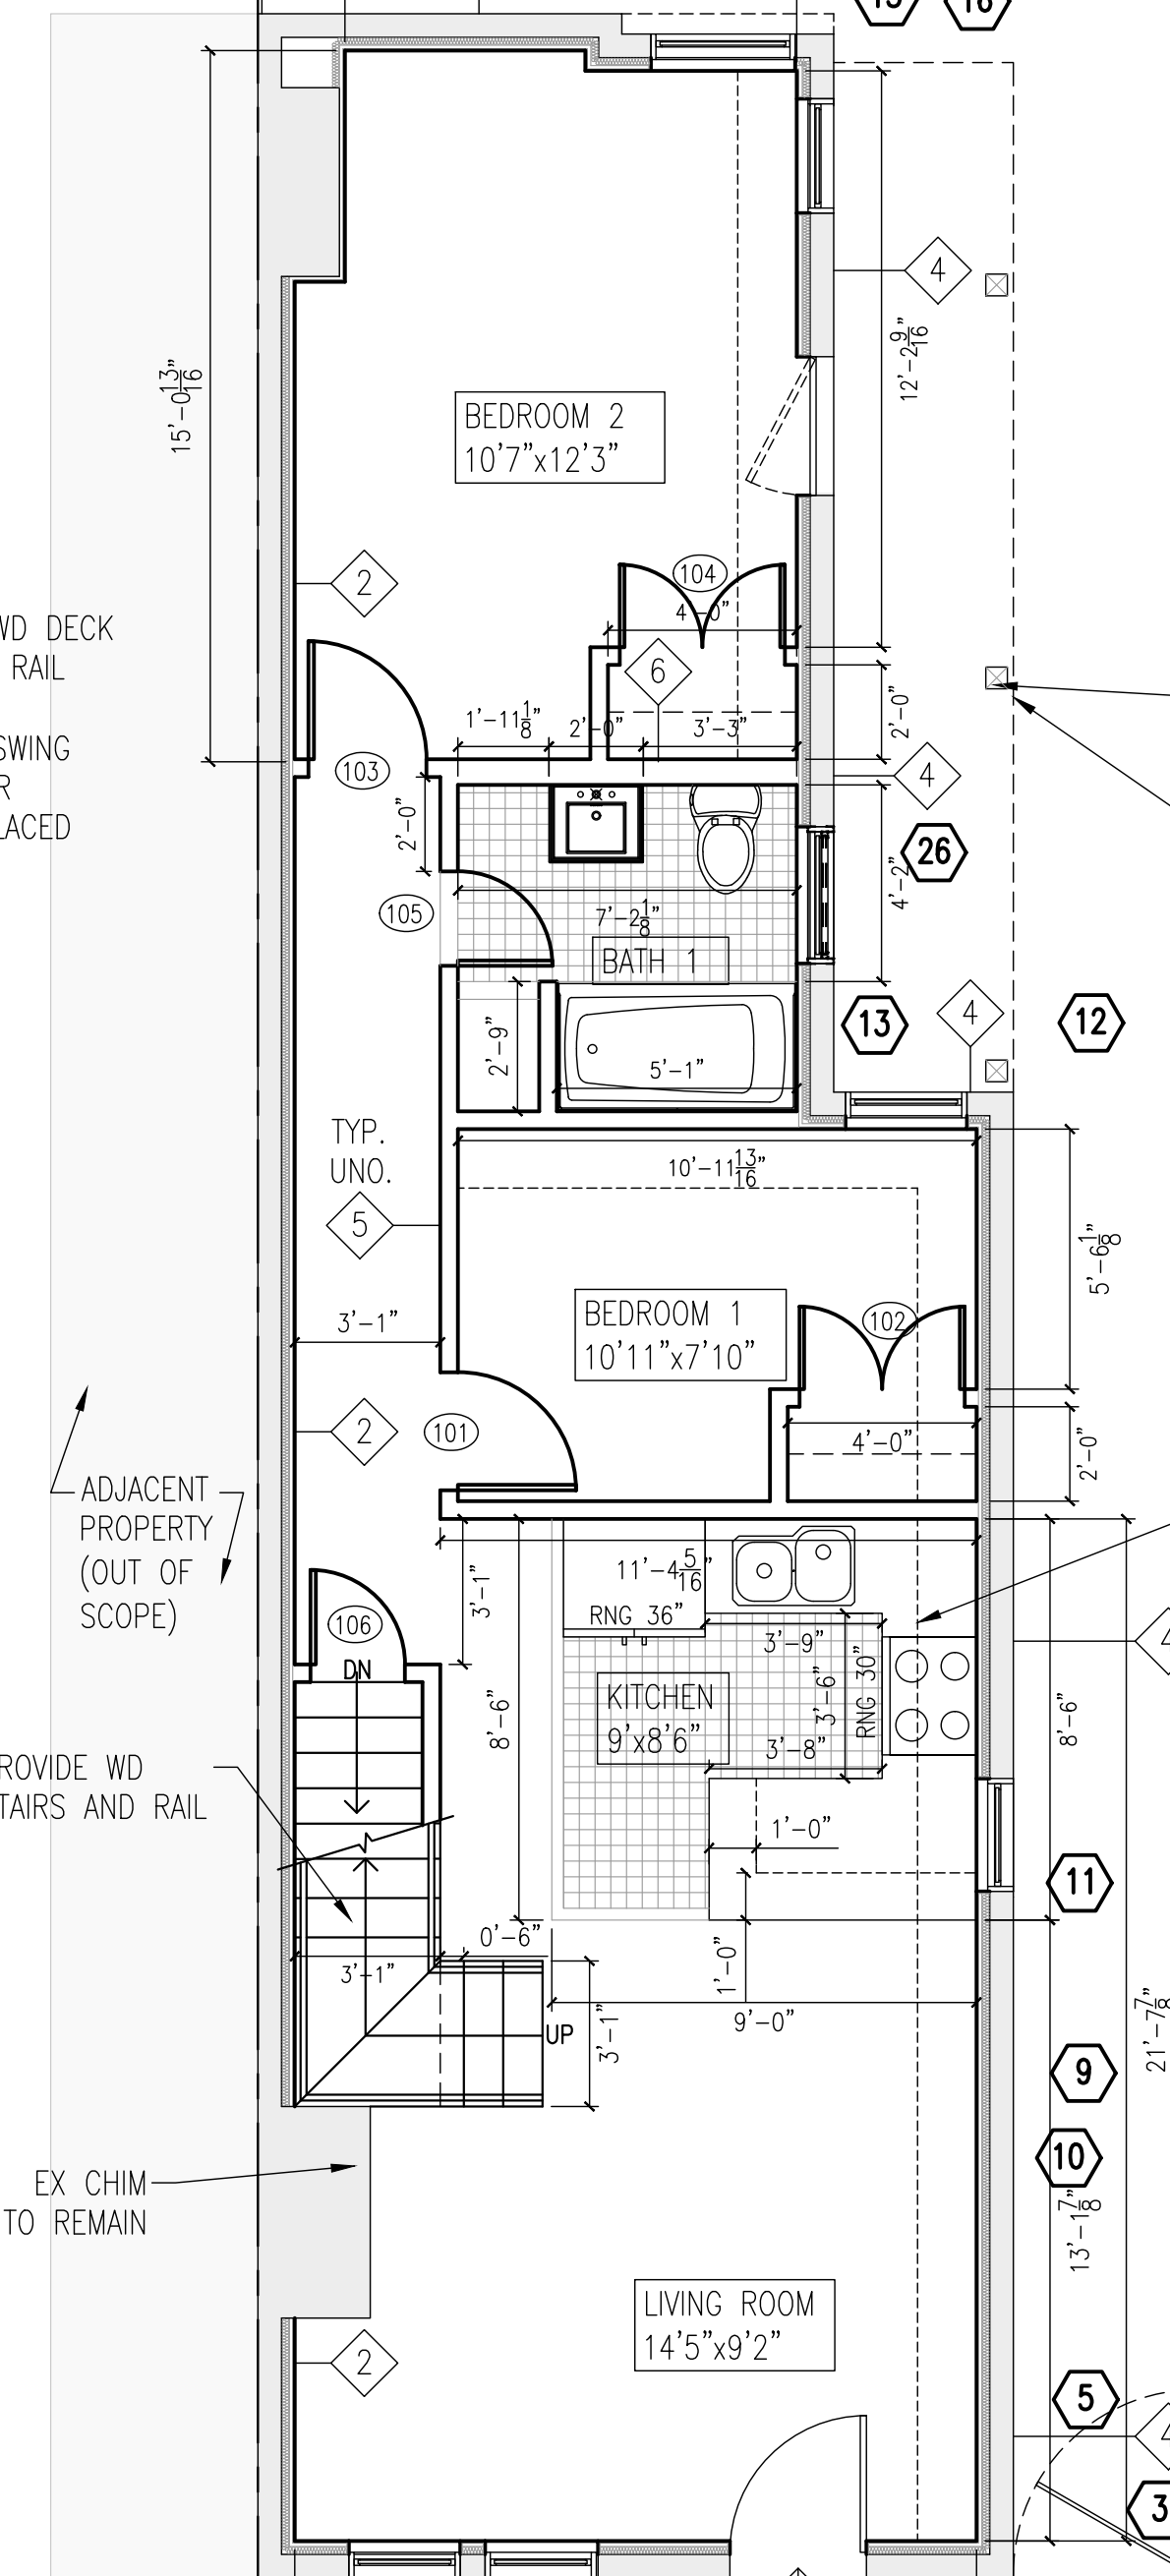 16
4
12'-2 9/16"
15'-0 13/16"
BEDROOM 2
10'7"x12'3"
2
104
4'-0"
WD DECK
RAIL
6
1'-11 1/8"
2'-0"
3'-3"
2'-0"
SWING
103
4
LACED
2'-0"
26
4'-2"
105
7'-2 1/8"
BATH 1
13
4
12
2'-9"
5'-1"
TYP.
UNO.
10'-11 13/16"
5
5'-6 1/8"
BEDROOM 1
10'11"x7'10"
102
3'-1"
2
101
4'-0"
2'-0"
ADJACENT
PROPERTY
(OUT OF
SCOPE)
11'-4 5/16"
3'-1"
RNG 36"
106
3'-9"
4
DN
KITCHEN
9'x8'6"
3'-6"
RNG 30"
8'-6"
8'-6"
3'-8"
ROVIDE WD
TAIRS AND RAIL
1'-0"
11
0'-6"
3'-1"
1'-0"
9'-0"
UP
3'-1"
21'-7 7/8"
9
10
EX CHIM
TO REMAIN
13'-1 7/8"
LIVING ROOM
14'5"x9'2"
2
5
4
3